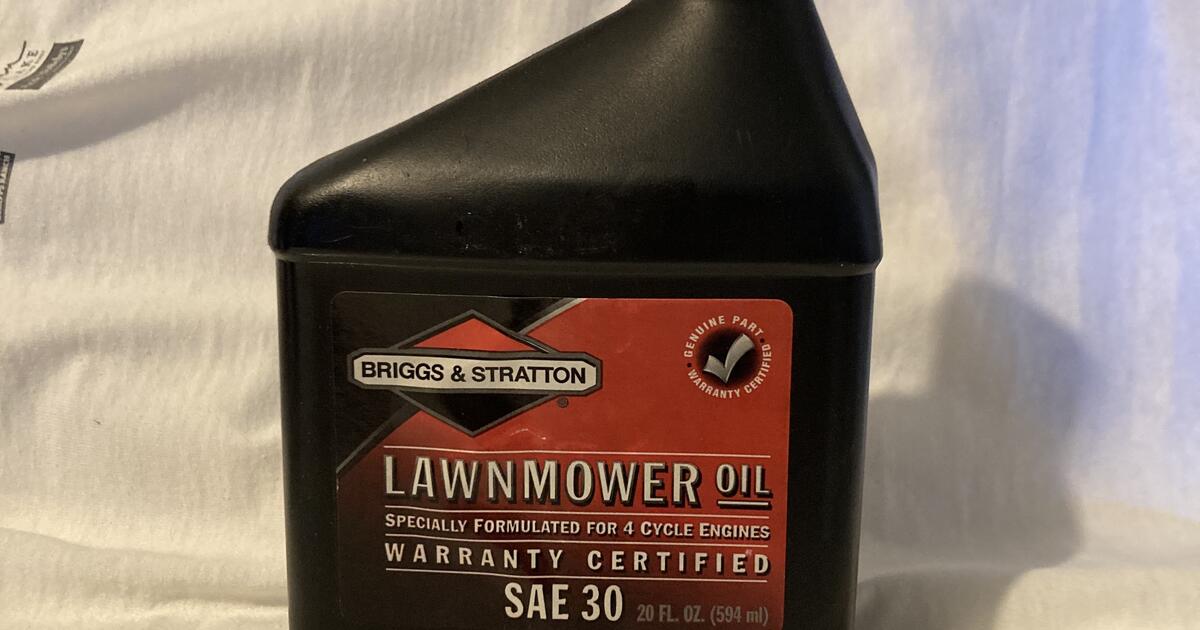 BRIGGS & STRATTON
®
GENUINE PART
WARRANTY CERTIFIED
LAWNMOWER OIL
SPECIALLY FORMULATED FOR 4 CYCLE ENGINES
WARRANTY CERTIFIED
SAE 30 20 FL. OZ. (594 ml)